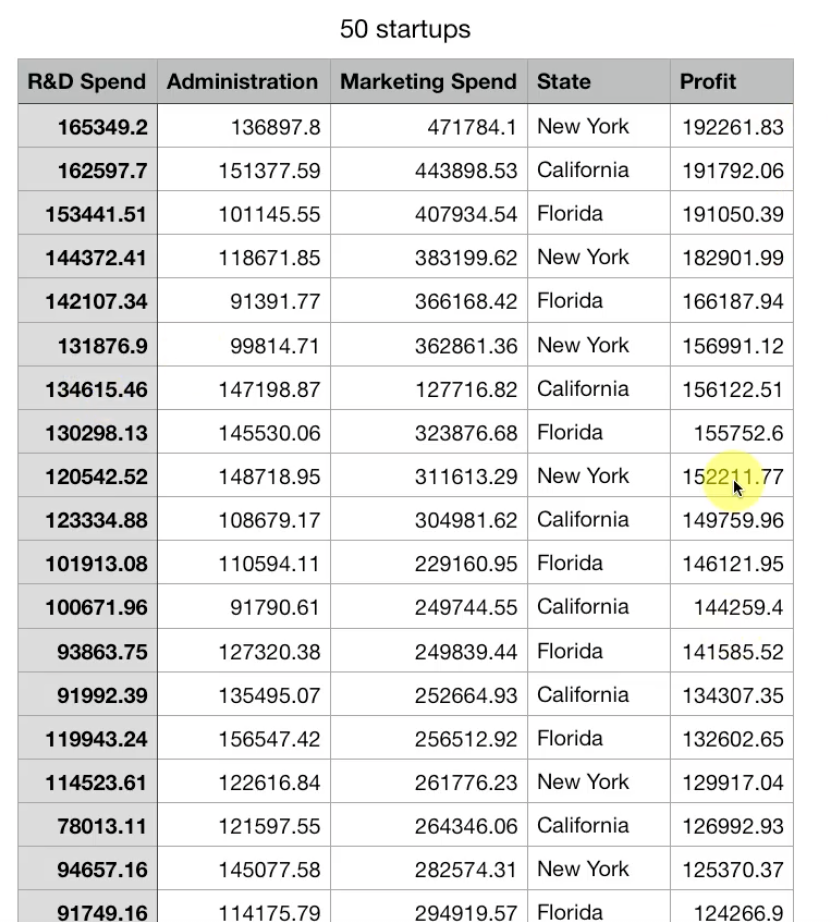 50 startups
R&D Spend Administration Marketing Spend State Profit
165349.2 136897.8 471784.1 New York 192261.83
162597.7 151377.59 443898.53 California 191792.06
153441.51 101145.55 407934.54 Florida 191050.39
144372.41 118671.85 383199.62 New York 182901.99
142107.34 91391.77 366168.42 Florida 166187.94
131876.9 99814.71 362861.36 New York 156991.12
134615.46 147198.87 127716.82 California 156122.51
130298.13 145530.06 323876.68 Florida 155752.6
120542.52 148718.95 311613.29 New York 152211.77
123334.88 108679.17 304981.62 California 149759.96
101913.08 110594.11 229160.95 Florida 146121.95
100671.96 91790.61 249744.55 California 144259.4
93863.75 127320.38 249839.44 Florida 141585.52
91992.39 135495.07 252664.93 California 134307.35
119943.24 156547.42 256512.92 Florida 132602.65
114523.61 122616.84 261776.23 New York 129917.04
78013.11 121597.55 264346.06 California 126992.93
94657.16 145077.58 282574.31 New York 125370.37
91749.16 114175.79 294919.57 Florida 124266.9